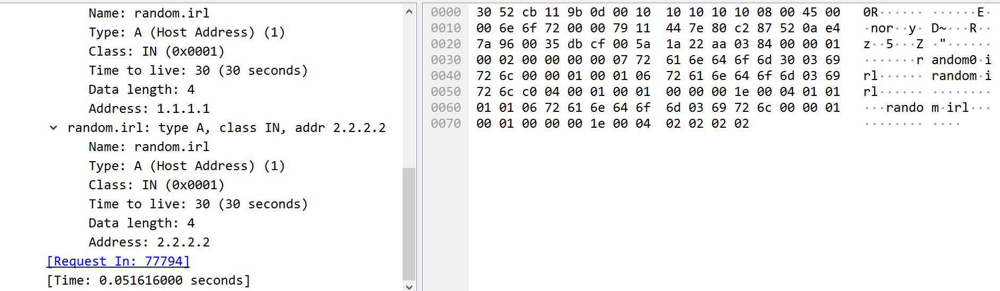 Name: random.irl
Type: A (Host Address) (1)
Class: IN (0x0001)
Time to live: 30 (30 seconds)
Data length: 4
Address: 1.1.1.1
random.irl: type A, class IN, addr 2.2.2.2
Name: random.irl
Type: A (Host Address) (1)
Class: IN (0x0001)
Time to live: 30 (30 seconds)
Data length: 4
Address: 2.2.2.2
[Request In: 77794]
[Time: 0.051616000 seconds]
0000 30 52 cb 11 9b 0d 00 10 10 10 10 10 08 00 45 00 0R······ ······E·
0010 00 6e 6f 72 00 00 79 11 44 7e 80 c2 87 52 0a e4 ·nor··y· D~···R··
0020 7a 96 00 35 db cf 00 5a 1a 22 aa 03 84 00 00 01 z··5···Z ·"······
0030 00 02 00 00 00 00 07 72 61 6e 64 6f 6d 30 03 69 ·······r andom0·i
0040 72 6c 00 00 01 00 01 06 72 61 6e 64 6f 6d 03 69 rl······ random·i
0050 72 6c c0 04 00 01 00 01 00 00 00 1e 00 04 01 01 rl······ ········
0060 01 01 06 72 61 6e 64 6f 6d 03 69 72 6c 00 00 01 ···rando m·irl···
0070 00 01 00 00 00 1e 00 04 02 02 02 02 ········ ····